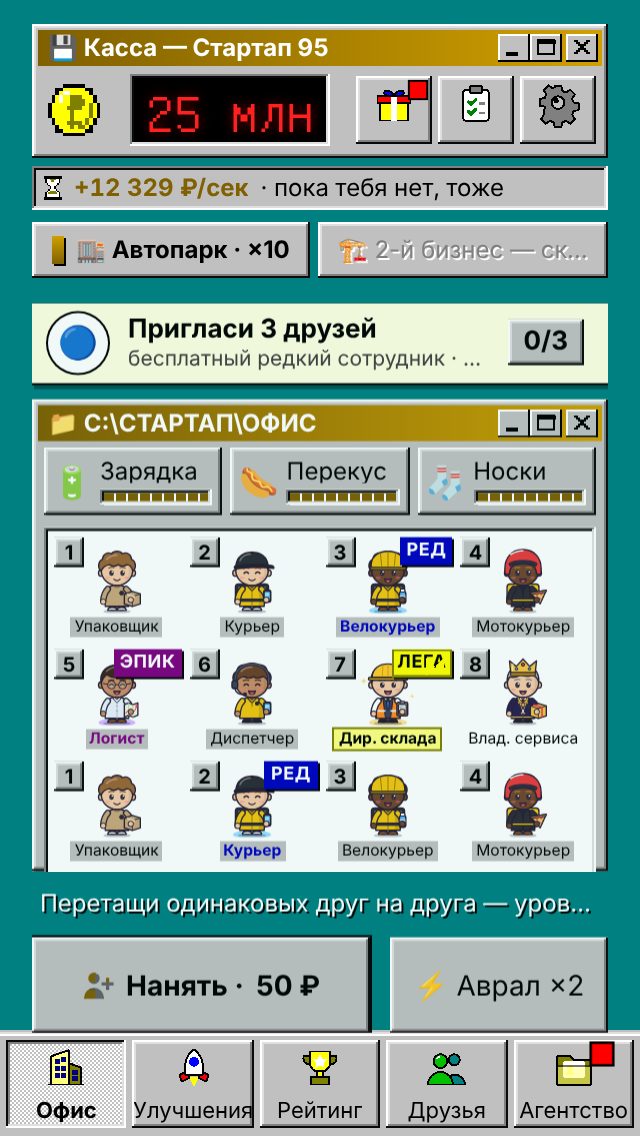 Касса — Стартап 95
25 млн
+12 329 ₽/сек · пока тебя нет, тоже
Автопарк · ×10
2-й бизнес — ск...
Пригласи 3 друзей
бесплатный редкий сотрудник · ...
0/3
C:\СТАРТАП\ОФИС
Зарядка
Перекус
Носки
1 2 3 РЕД 4
Упаковщик Курьер Велокурьер Мотокурьер
5 ЭПИК 6 7 ЛЕГА 8
Логист Диспетчер Дир. склада Влад. сервиса
1 2 РЕД 3 4
Упаковщик Курьер Велокурьер Мотокурьер
Перетащи одинаковых друг на друга — уров...
Нанять · 50 ₽
Аврал ×2
Офис
Улучшения
Рейтинг
Друзья
Агентство